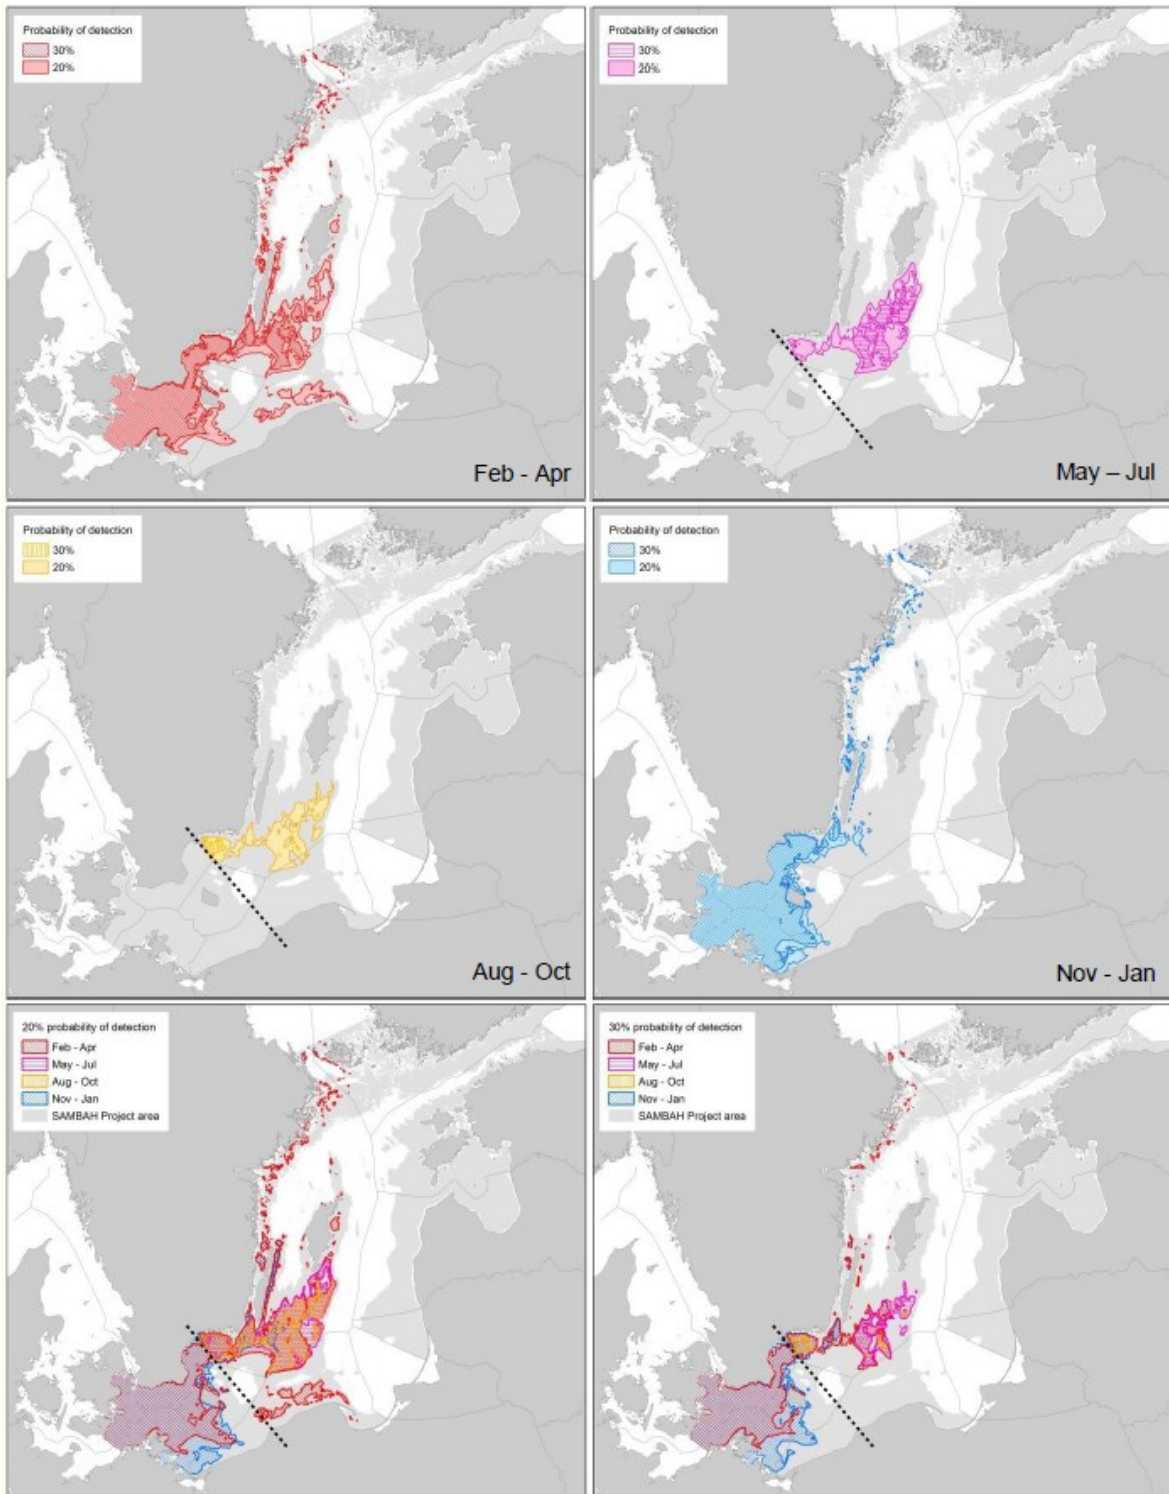 Probability of detection
30%
20%
Feb - Apr
Probability of detection
30%
20%
May – Jul
Probability of detection
30%
20%
Aug - Oct
Probability of detection
30%
20%
Nov - Jan
20% probability of detection
Feb - Apr
May - Jul
Aug - Oct
Nov - Jan
SAMBAH Project area
30% probability of detection
Feb - Apr
May - Jul
Aug - Oct
Nov - Jan
SAMBAH Project area